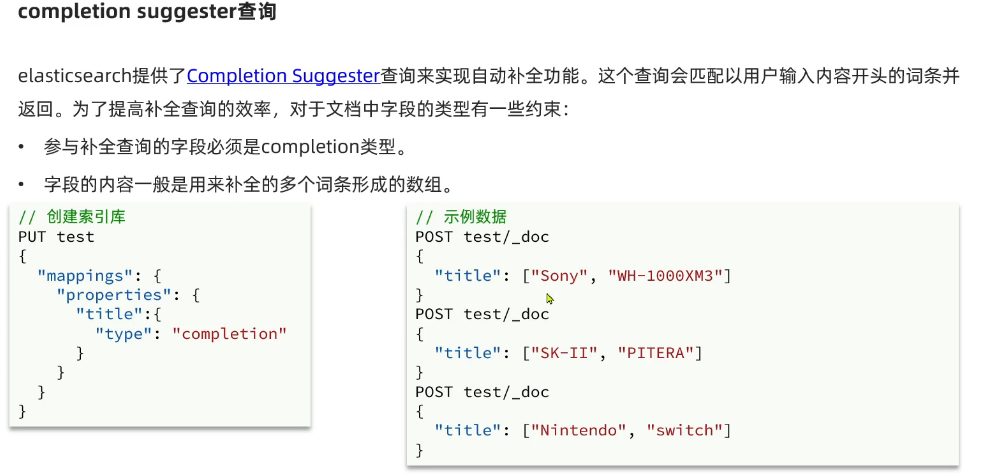 completion suggester查询
elasticsearch提供了Completion Suggester查询来实现自动补全功能。这个查询会匹配以用户输入内容开头的词条并
返回。为了提高补全查询的效率，对于文档中字段的类型有一些约束：
• 参与补全查询的字段必须是completion类型。
• 字段的内容一般是用来补全的多个词条形成的数组。
// 创建索引库
PUT test
{
  "mappings": {
    "properties": {
      "title":{
        "type": "completion"
      }
    }
  }
}
// 示例数据
POST test/_doc
{
  "title": ["Sony", "WH-1000XM3"]
}
POST test/_doc
{
  "title": ["SK-II", "PITERA"]
}
POST test/_doc
{
  "title": ["Nintendo", "switch"]
}